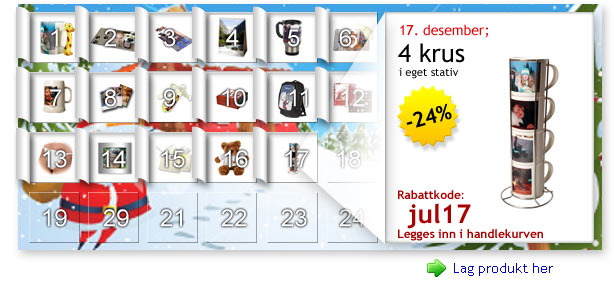 1 2 3 4 5 6
7 8 9 10 11 12
13 14 15 16 17 18
19 29 21 22 23 24
17. desember;
4 krus
i eget stativ
-24%
Rabattkode:
jul17
Legges inn i handlekurven
Lag produkt her